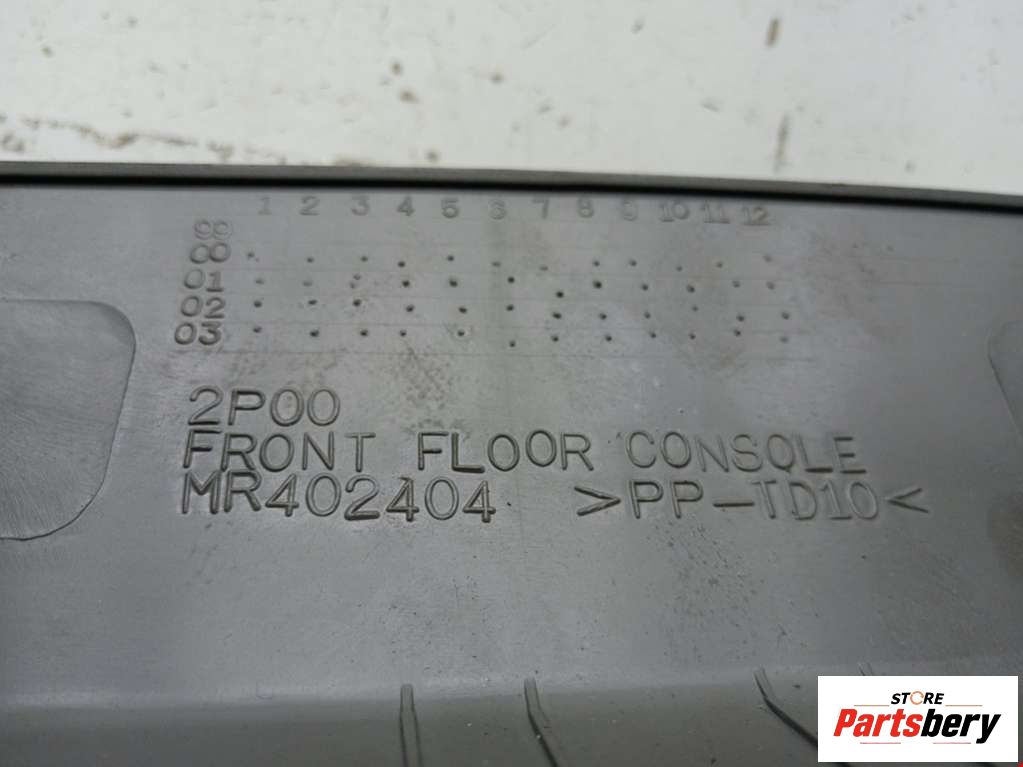 1 2 3 4 5 6 7 8 9 10 11 12
99
00
01
02
03
2P00
FRONT FLOOR CONSOLE
MR402404 >PP-TD10<
STORE
Partsbery